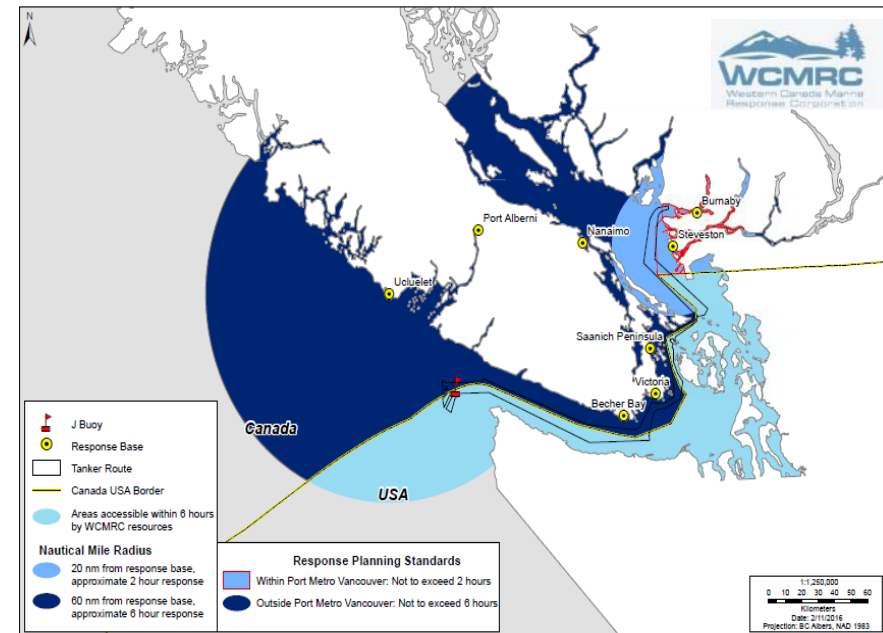 N
WCMRC
Western Canada Marine
Response Corporation
Burnaby
Port Alberni
Nanaimo
Steveston
Ucluelet
Saanich Peninsula
Victoria
Becher Bay
Canada
USA
J Buoy
Response Base
Tanker Route
Canada USA Border
Areas accessible within 6 hours
by WCMRC resources
Nautical Mile Radius
20 nm from response base,
approximate 2 hour response
60 nm from response base,
approximate 6 hour response
Response Planning Standards
Within Port Metro Vancouver: Not to exceed 2 hours
Outside Port Metro Vancouver: Not to exceed 6 hours
1:1,250,000
0 10 20 30 40 50 60
Kilometers
Date: 2/11/2016
Projection: BC Albers, NAD 1983